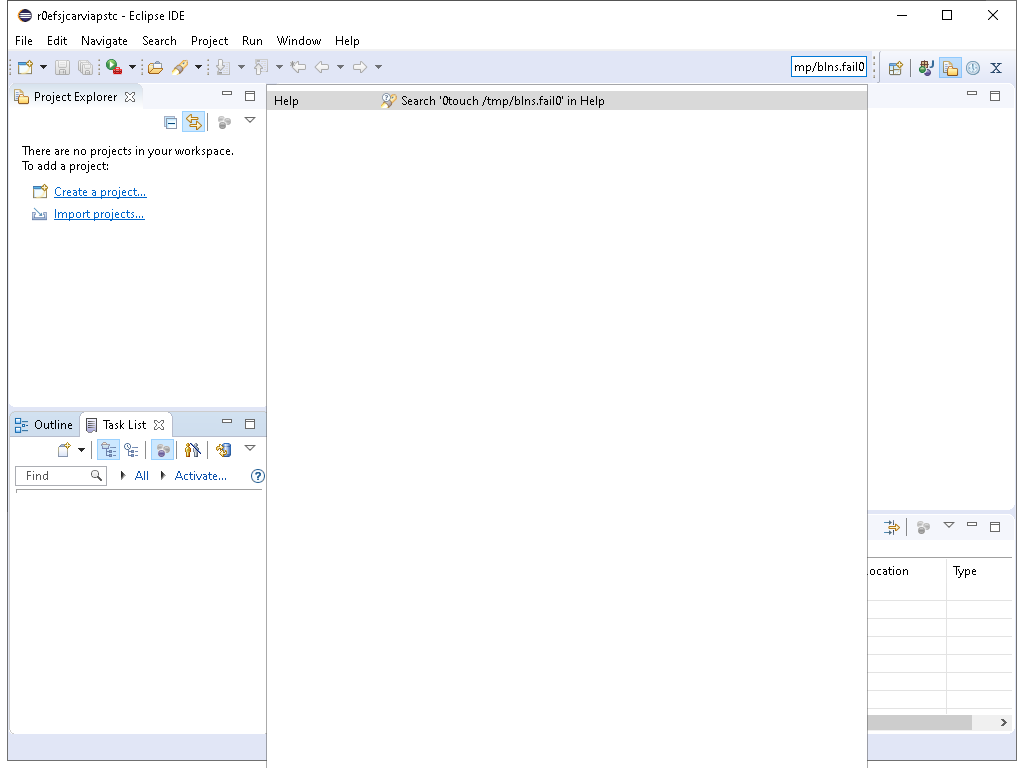 r0efsjcarviapstc - Eclipse IDE
File Edit Navigate Search Project Run Window Help
mp/blns.fail0
Project Explorer
Help Search '0touch /tmp/blns.fail0' in Help
There are no projects in your workspace.
To add a project:
Create a project...
Import projects...
Outline Task List
Find All Activate...
ocation Type